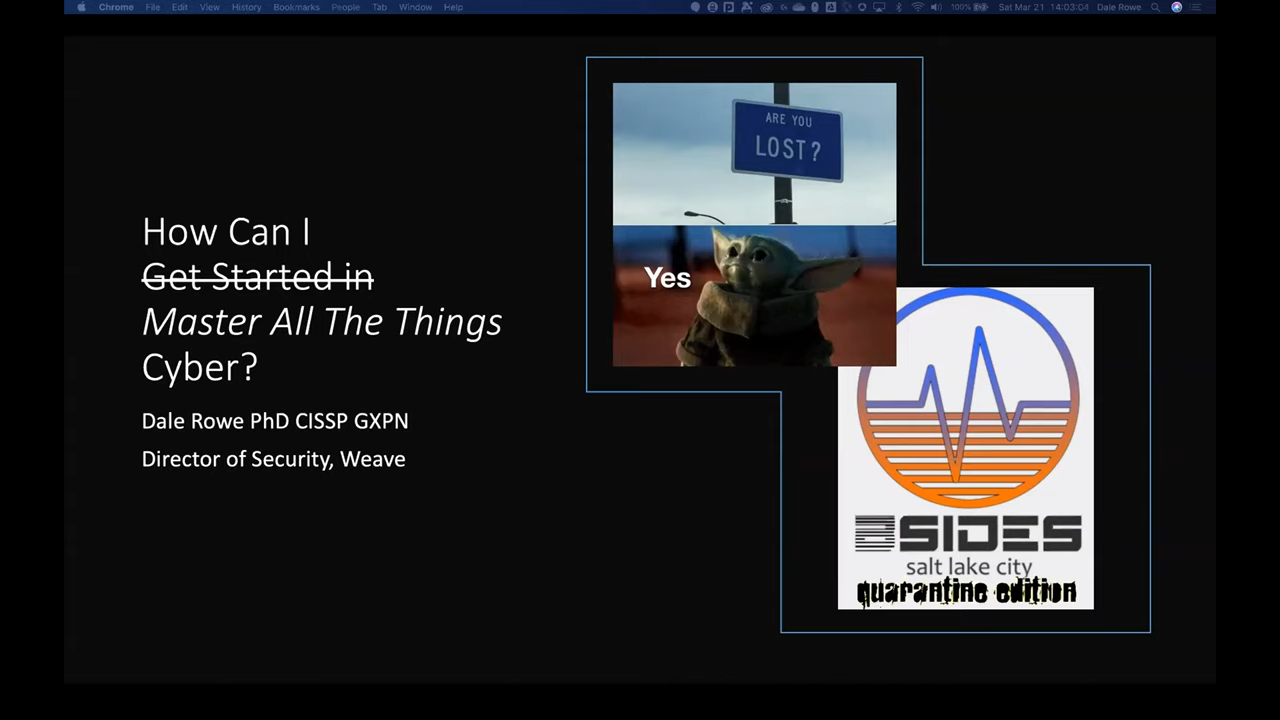 Chrome File Edit View History Bookmarks People Tab Window Help 100% Sat Mar 21 14:03:04 Dale Rowe
ARE YOU
LOST?
Yes
How Can I
Get Started in
Master All The Things
Cyber?
Dale Rowe PhD CISSP GXPN
Director of Security, Weave
BSIDES
salt lake city
quarantine edition